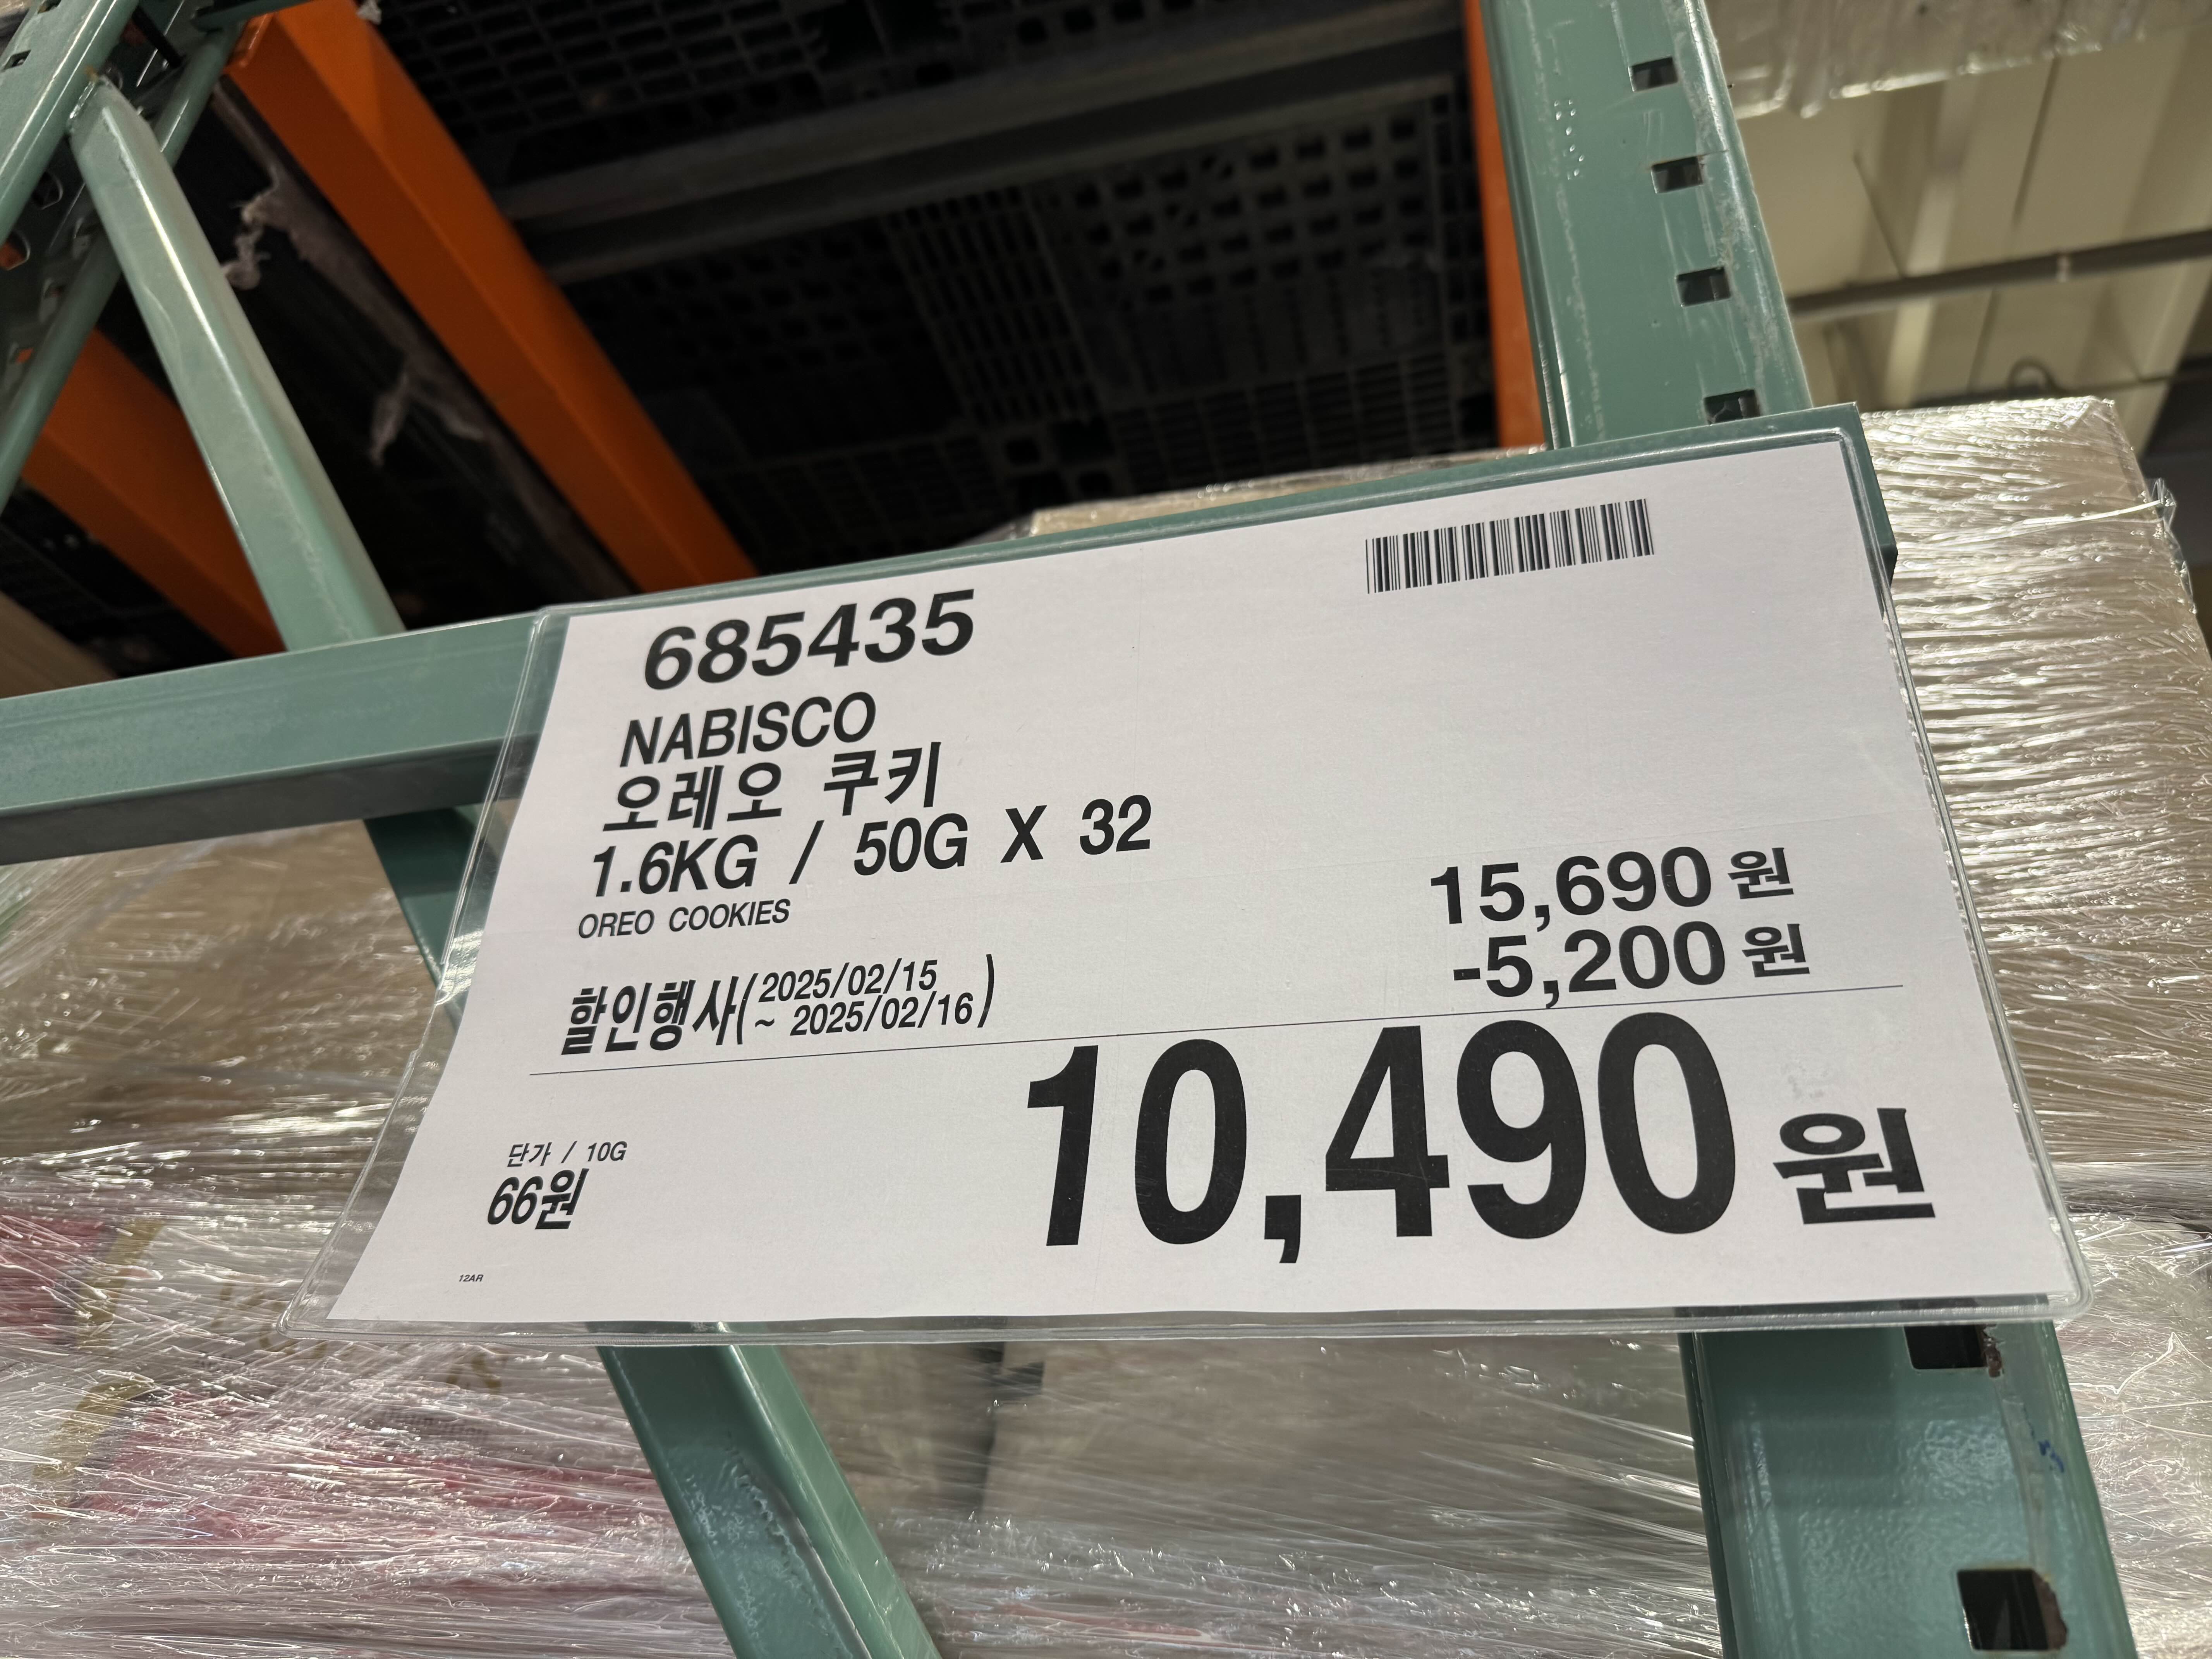 685435
NABISCO
오레오 쿠키
1.6KG / 50G X 32
OREO COOKIES
15,690 원
-5,200 원
할인행사(2025/02/15
~ 2025/02/16)
10,490 원
단가 / 10G
66원
12AR